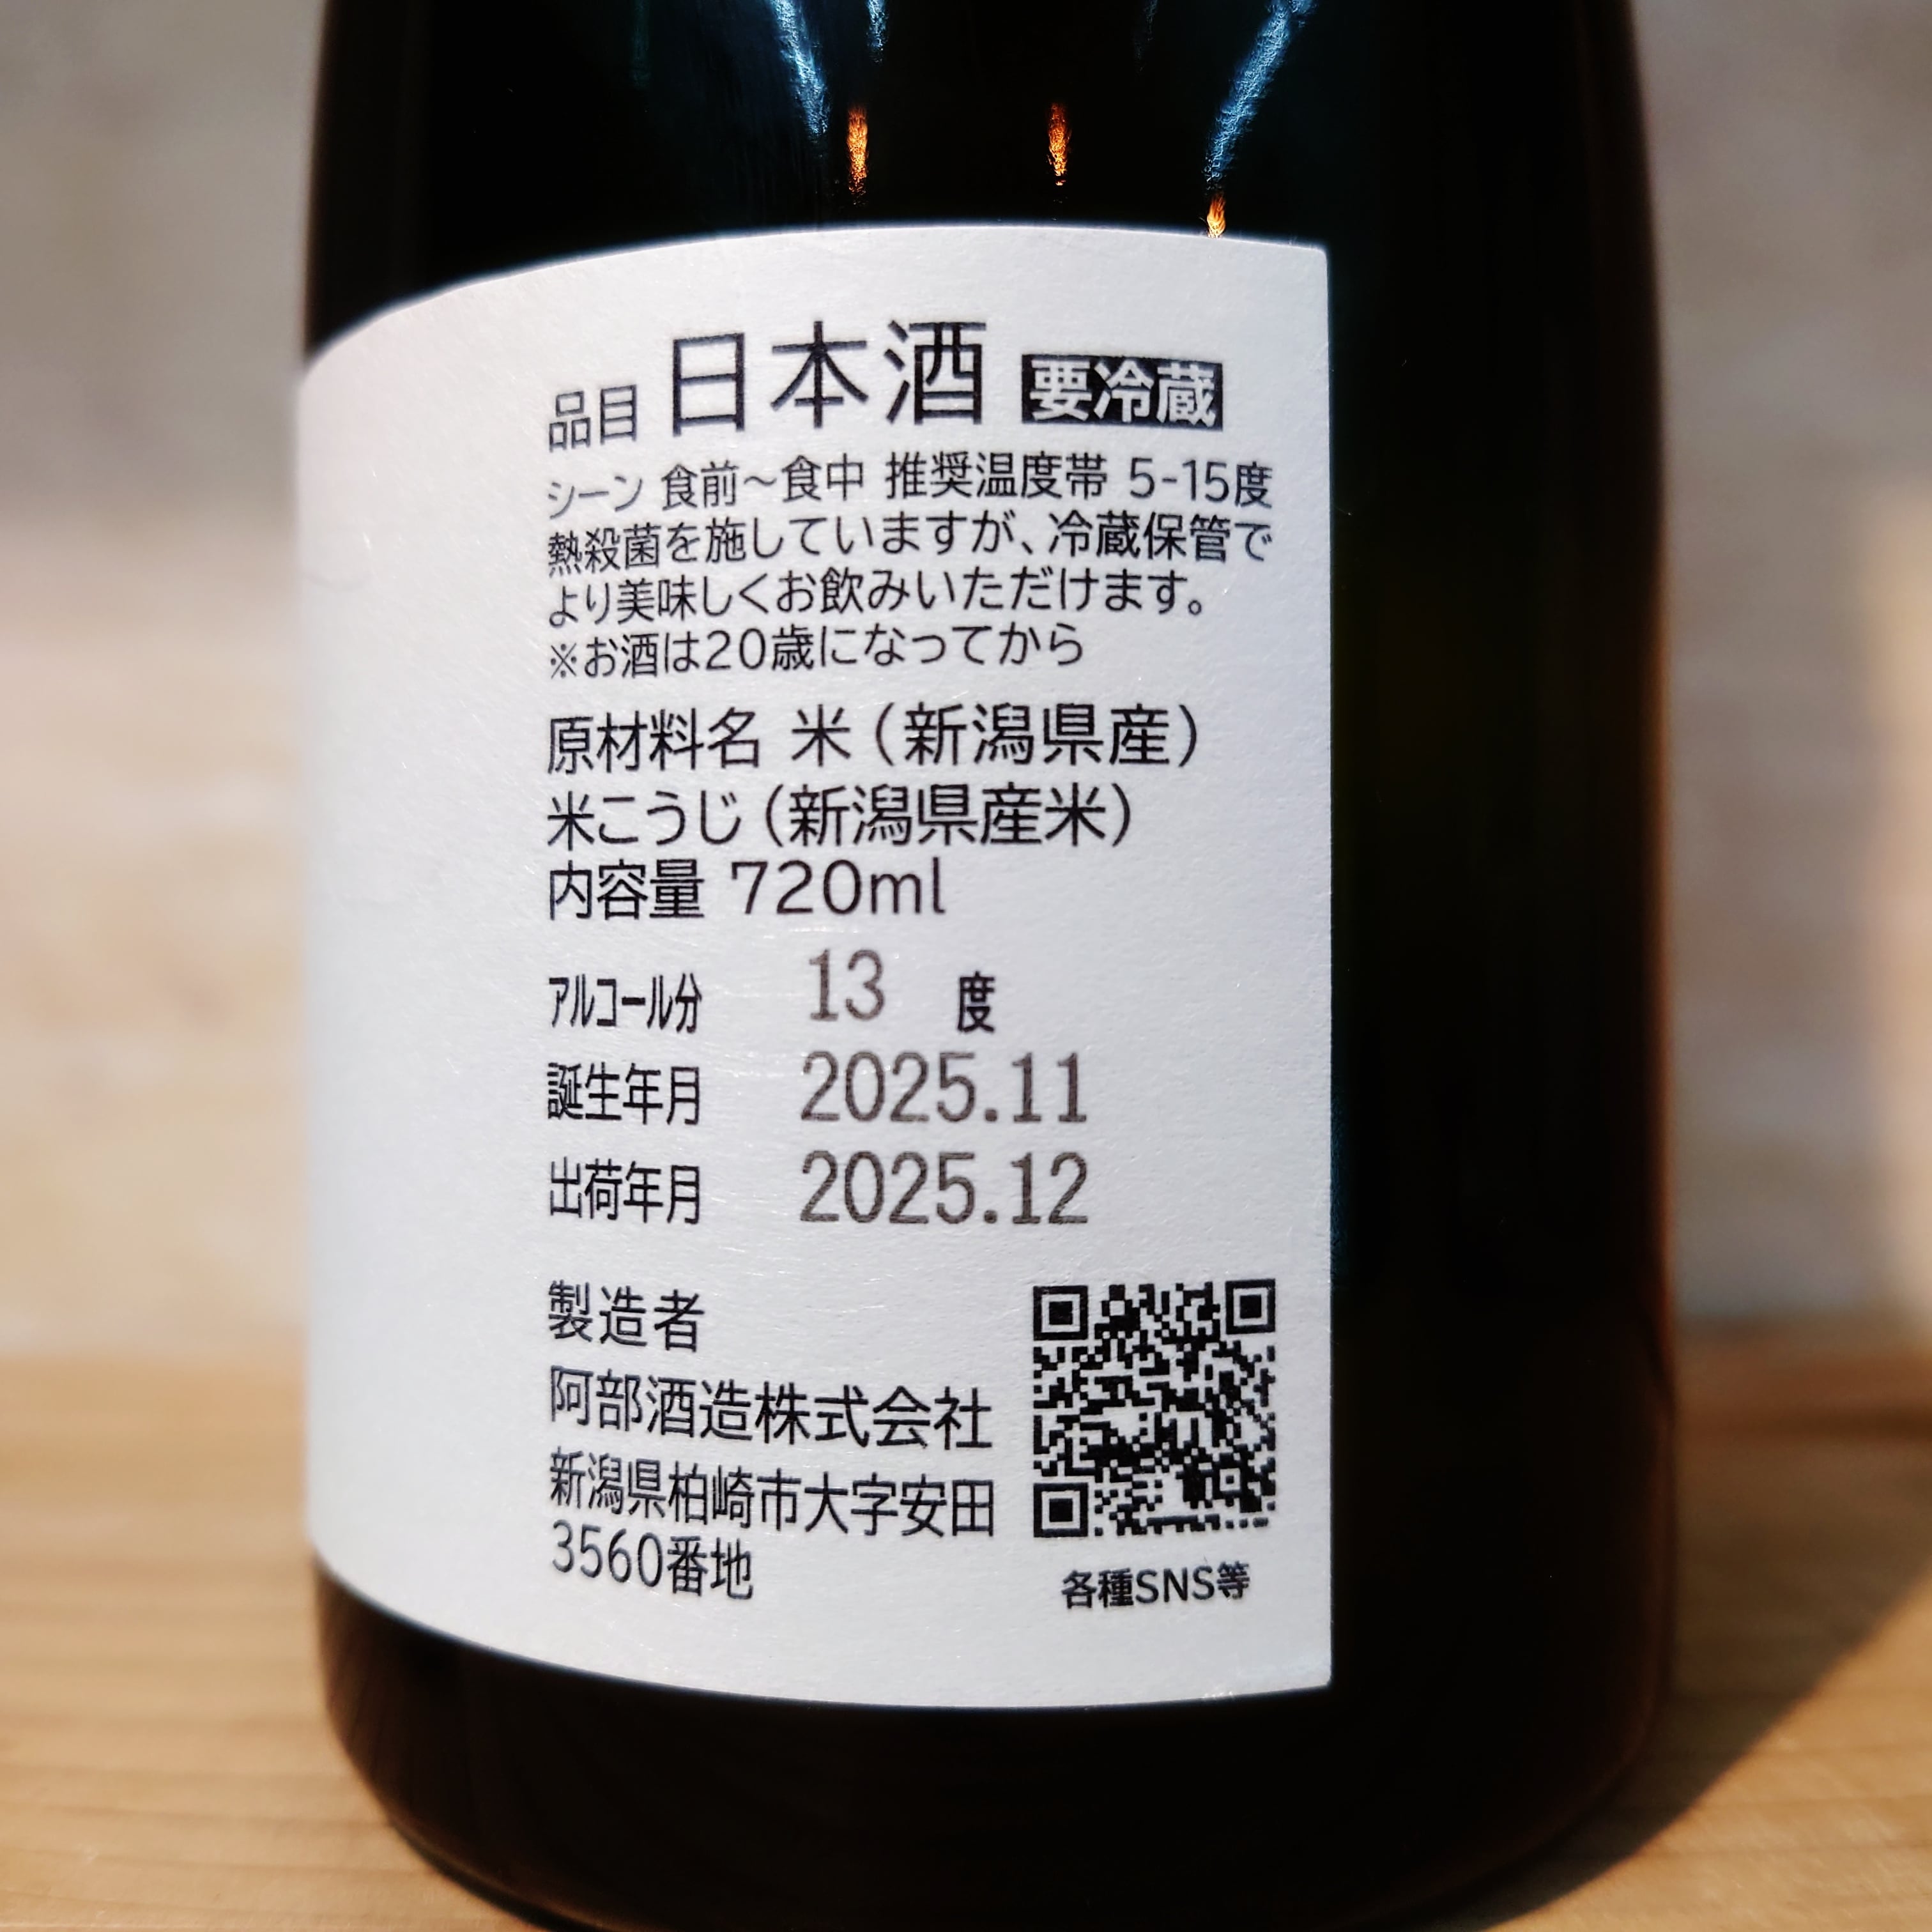 品目 日本酒 要冷蔵
シーン 食前～食中 推奨温度帯 5-15度
熱殺菌を施していますが、冷蔵保管で
より美味しくお飲みいただけます。
※お酒は20歳になってから
原材料名 米（新潟県産）
米こうじ（新潟県産米）
内容量 720ml
アルコール分 13 度
誕生年月 2025.11
出荷年月 2025.12
製造者
阿部酒造株式会社
新潟県柏崎市大字安田
3560番地
各種SNS等